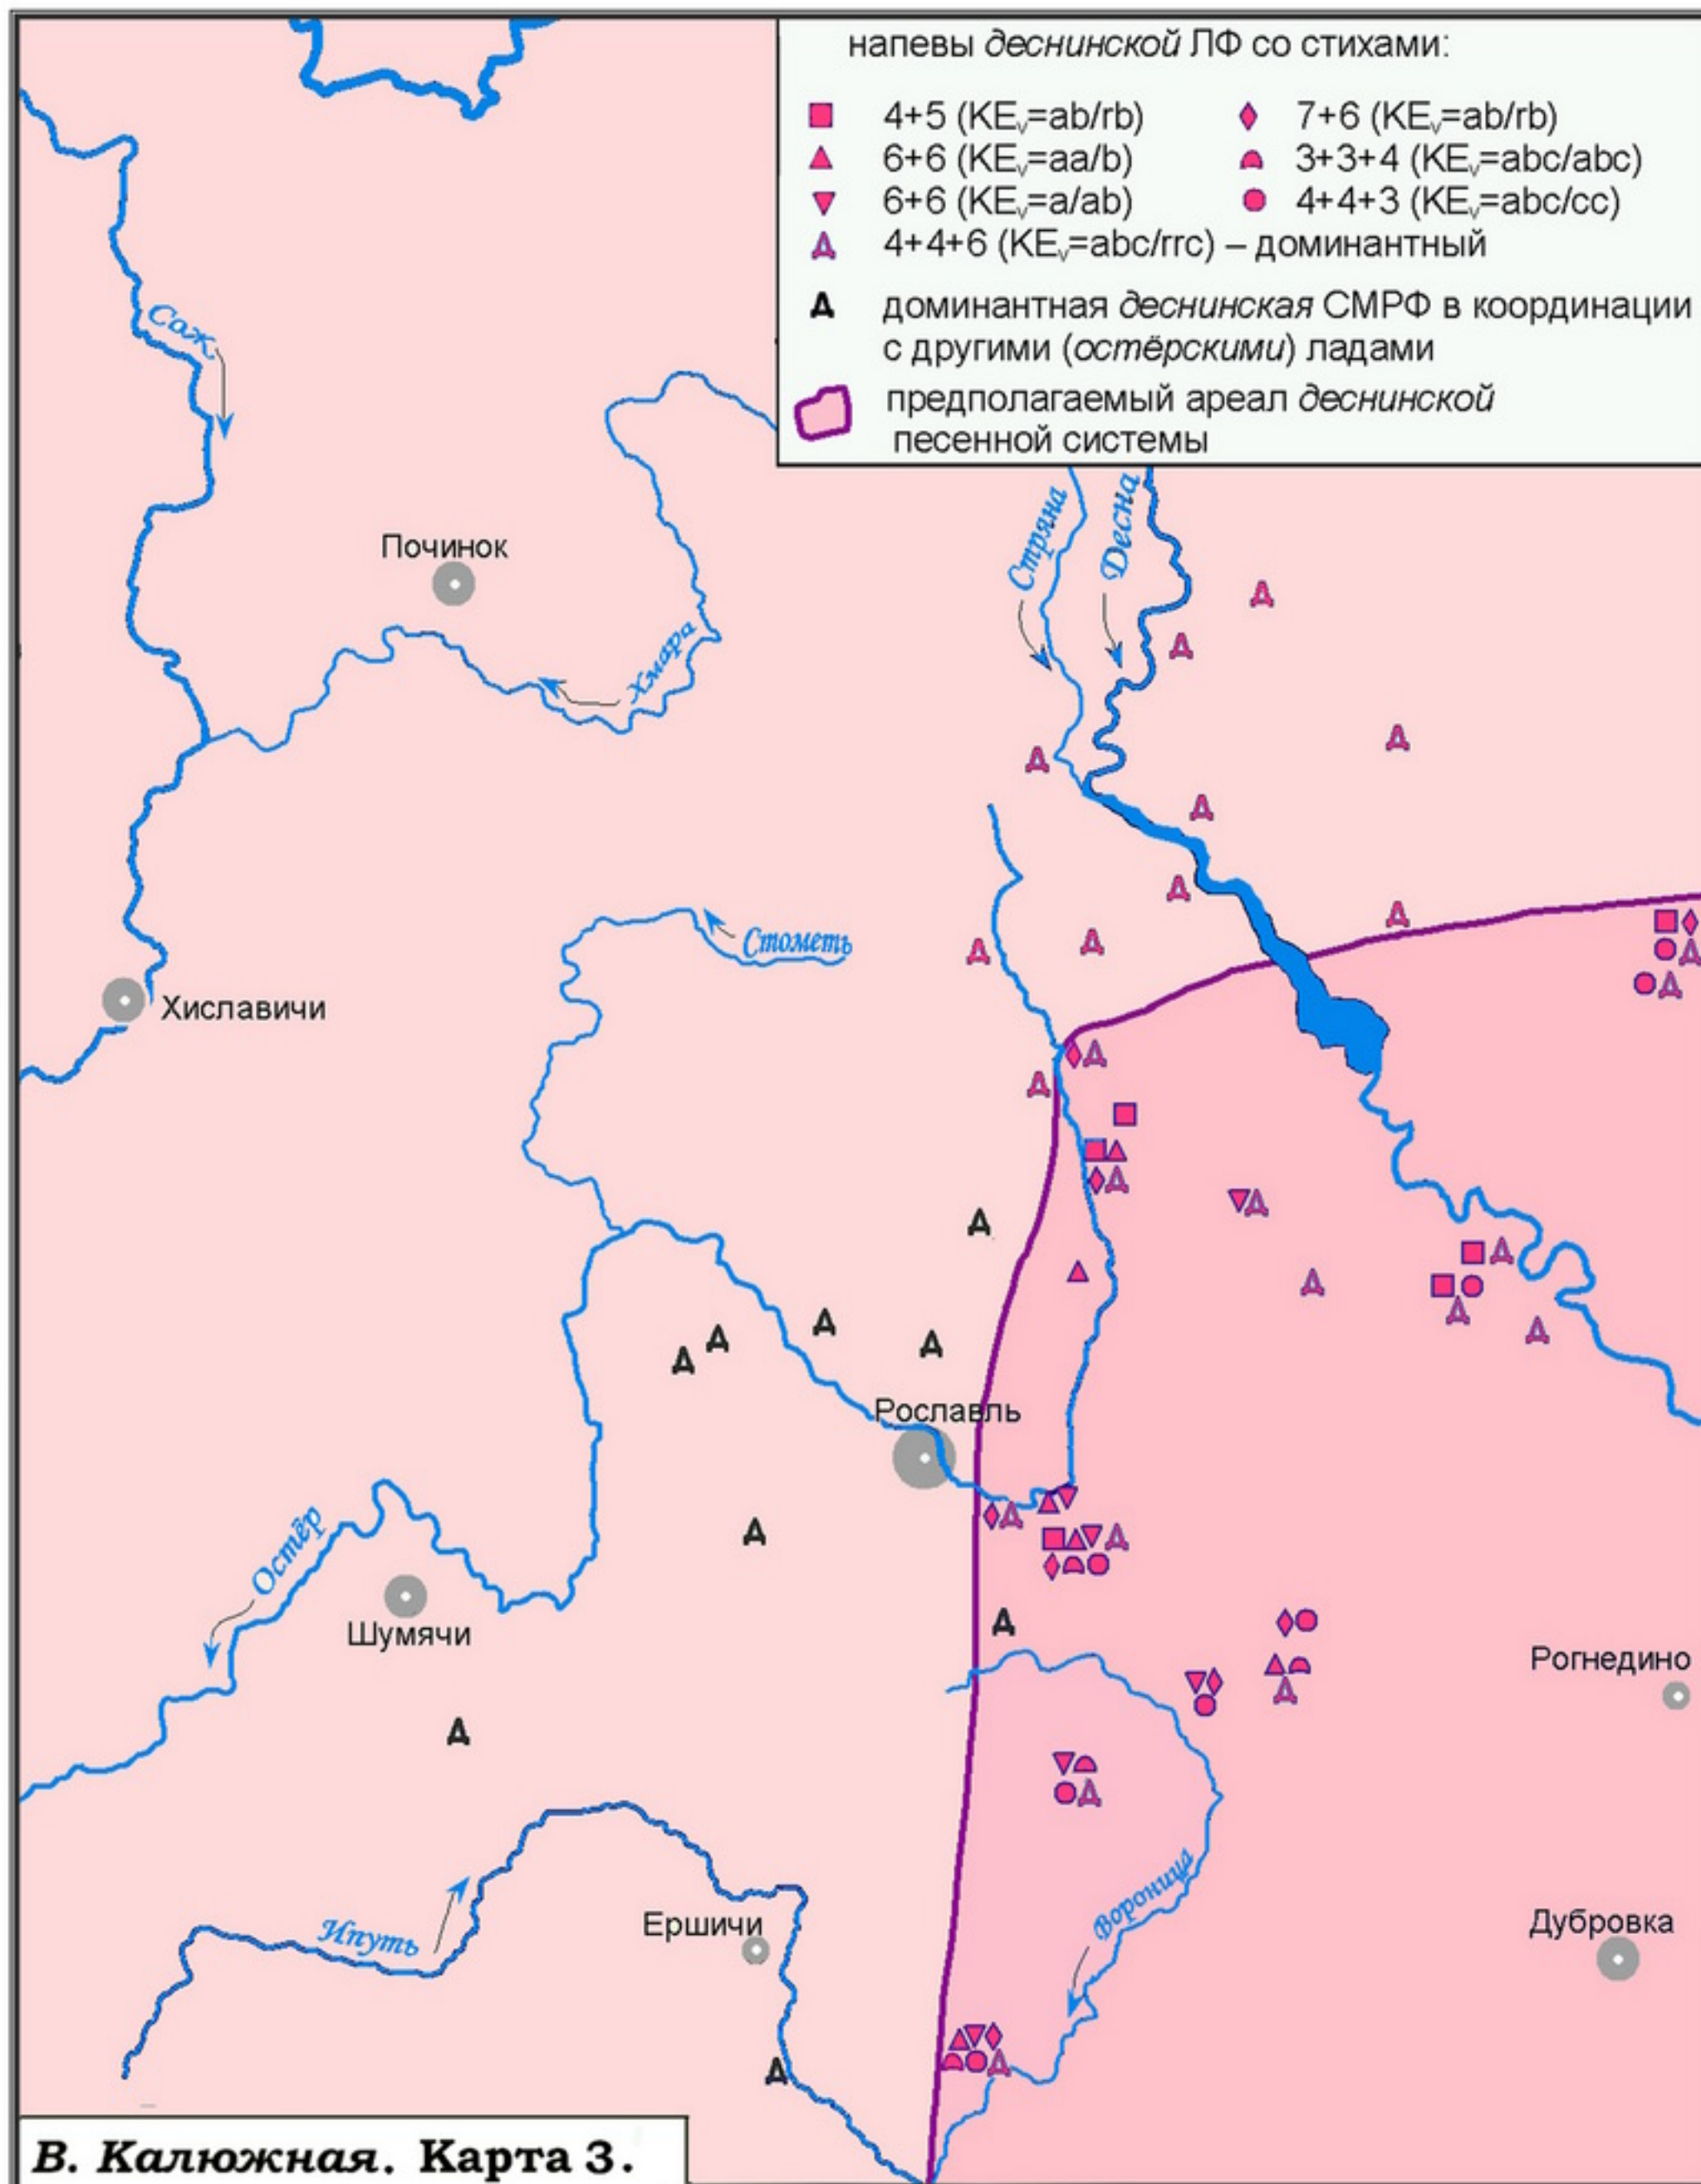 напевы деснинской ЛФ со стихами:
4+5 (KEv=ab/rb)
7+6 (KEv=ab/rb)
6+6 (KEv=aa/b)
3+3+4 (KEv=abc/abc)
6+6 (KEv=a/ab)
4+4+3 (KEv=abc/cc)
4+4+6 (KEv=abc/rrc) – доминантный
доминантная деснинская СМРФ в координации
с другими (остёрскими) ладами
предполагаемый ареал деснинской
песенной системы
Сож
Стряна
Десна
Починок
Хмара
Стометь
Хиславичи
Рославль
Остёр
Шумячи
Рогнедино
Вороница
Ипуть
Ершичи
Дубровка
В. Калюжная. Карта 3.